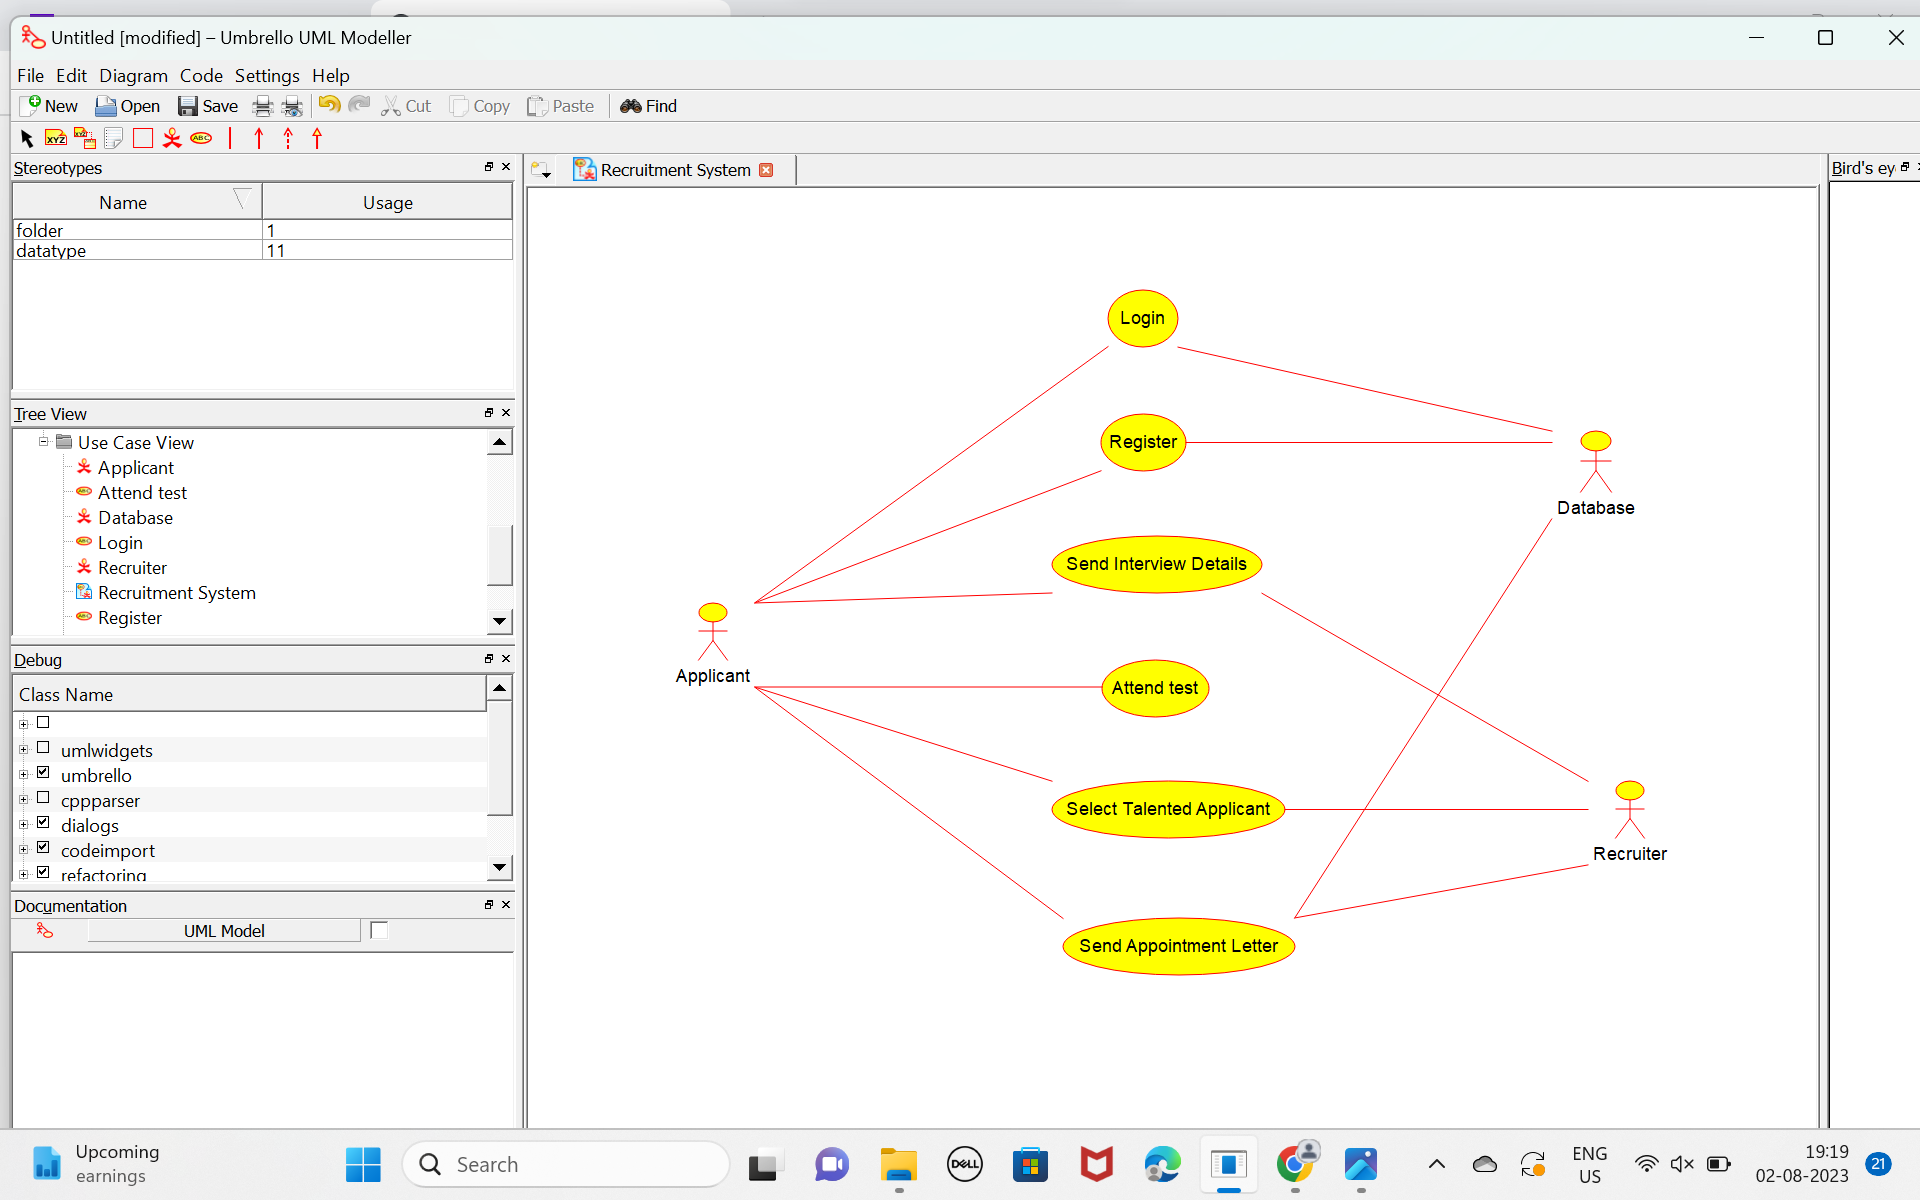 Untitled [modified] – Umbrello UML Modeller
File Edit Diagram Code Settings Help
New Open Save Cut Copy Paste Find
XYZ XYZ ABC
Stereotypes
Name Usage
folder 1
datatype 11
Tree View
Use Case View
Applicant
Attend test
Database
Login
Recruiter
Recruitment System
Register
Debug
Class Name
umlwidgets
umbrello
cppparser
dialogs
codeimport
refactoring
Documentation
UML Model
Recruitment System
Bird's ey
Login
Register
Database
Send Interview Details
Applicant
Attend test
Select Talented Applicant
Recruiter
Send Appointment Letter
Upcoming
earnings
Search
DELL
ENG
US
19:19
02-08-2023
21